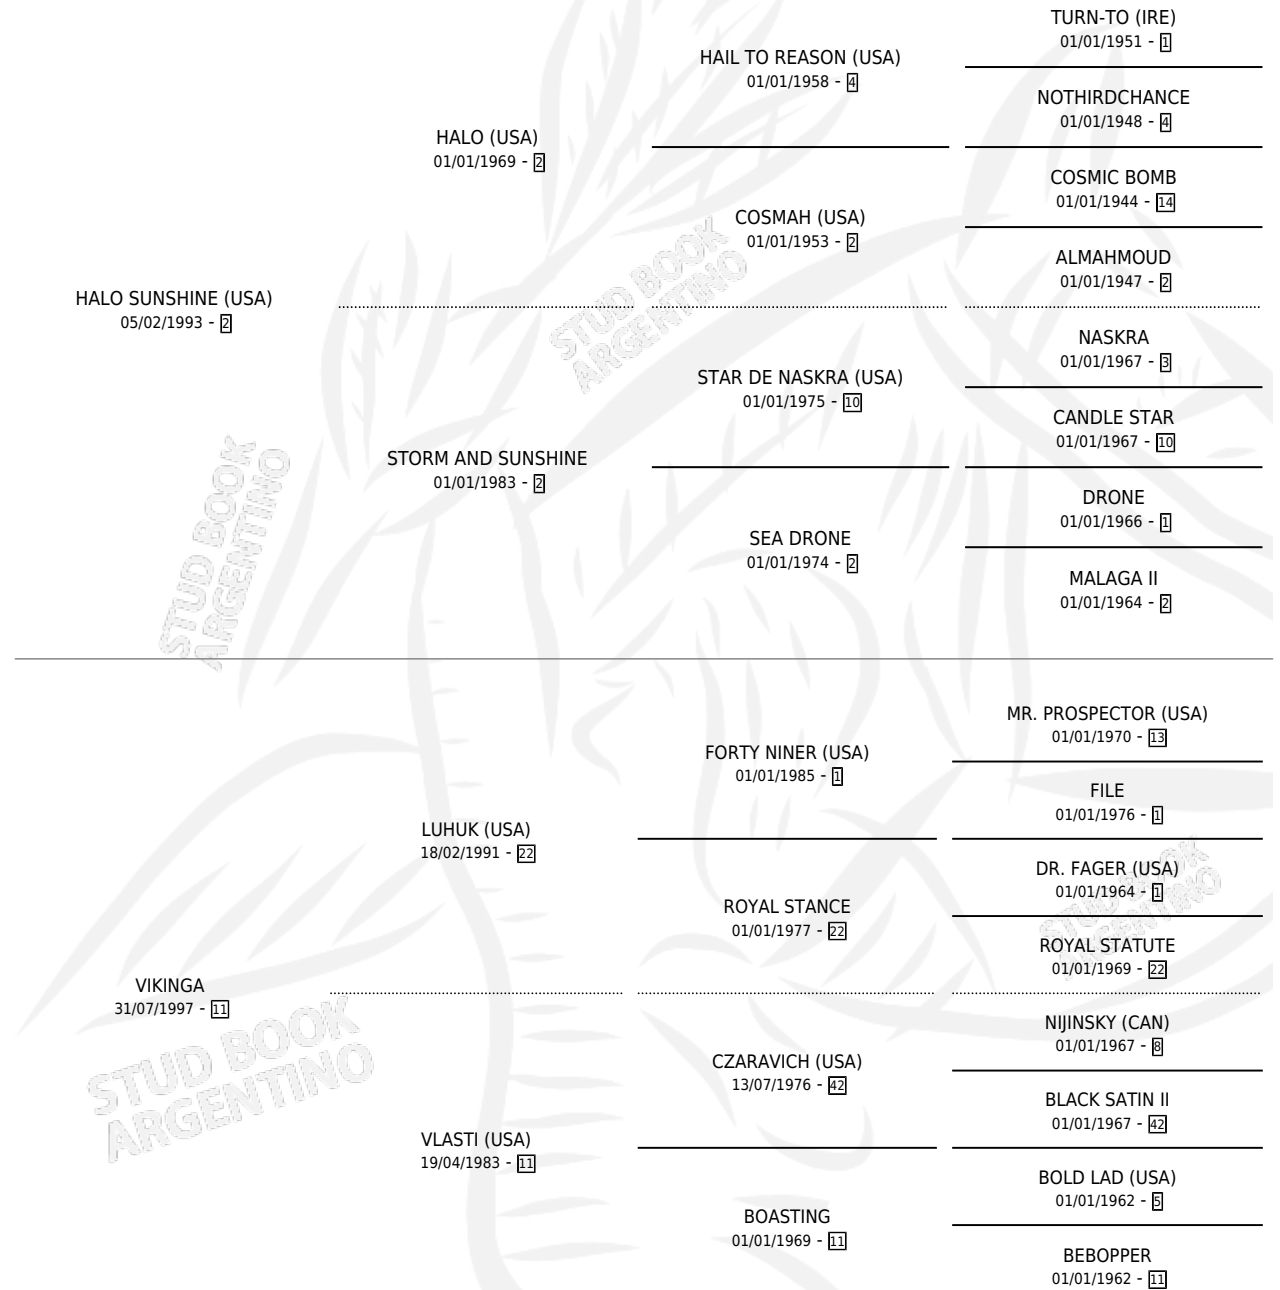 TURN-TO (IRE)
01/01/1951 - 1
HAIL TO REASON (USA)
01/01/1958 - 4
NOTHIRDCHANCE
01/01/1948 - 4
HALO (USA)
01/01/1969 - 2
COSMIC BOMB
01/01/1944 - 14
COSMAH (USA)
01/01/1953 - 2
ALMAHMOUD
01/01/1947 - 2
HALO SUNSHINE (USA)
05/02/1993 - 2
NASKRA
01/01/1967 - 3
STAR DE NASKRA (USA)
01/01/1975 - 10
CANDLE STAR
01/01/1967 - 10
STORM AND SUNSHINE
01/01/1983 - 2
DRONE
01/01/1966 - 1
SEA DRONE
01/01/1974 - 2
MALAGA II
01/01/1964 - 2
MR. PROSPECTOR (USA)
01/01/1970 - 13
FORTY NINER (USA)
01/01/1985 - 1
FILE
01/01/1976 - 1
LUHUK (USA)
18/02/1991 - 22
DR. FAGER (USA)
01/01/1964 - 1
ROYAL STANCE
01/01/1977 - 22
ROYAL STATUTE
01/01/1969 - 22
VIKINGA
31/07/1997 - 11
NIJINSKY (CAN)
01/01/1967 - 8
CZARAVICH (USA)
13/07/1976 - 42
BLACK SATIN II
01/01/1967 - 42
VLASTI (USA)
19/04/1983 - 11
BOLD LAD (USA)
01/01/1962 - 5
BOASTING
01/01/1969 - 11
BEBOPPER
01/01/1962 - 11
STUD BOOK
ARGENTINO
STUD BOOK
ARGENTINO
STUD BOOK
ARGENTINO
STUD BOOK
ARGENTINO